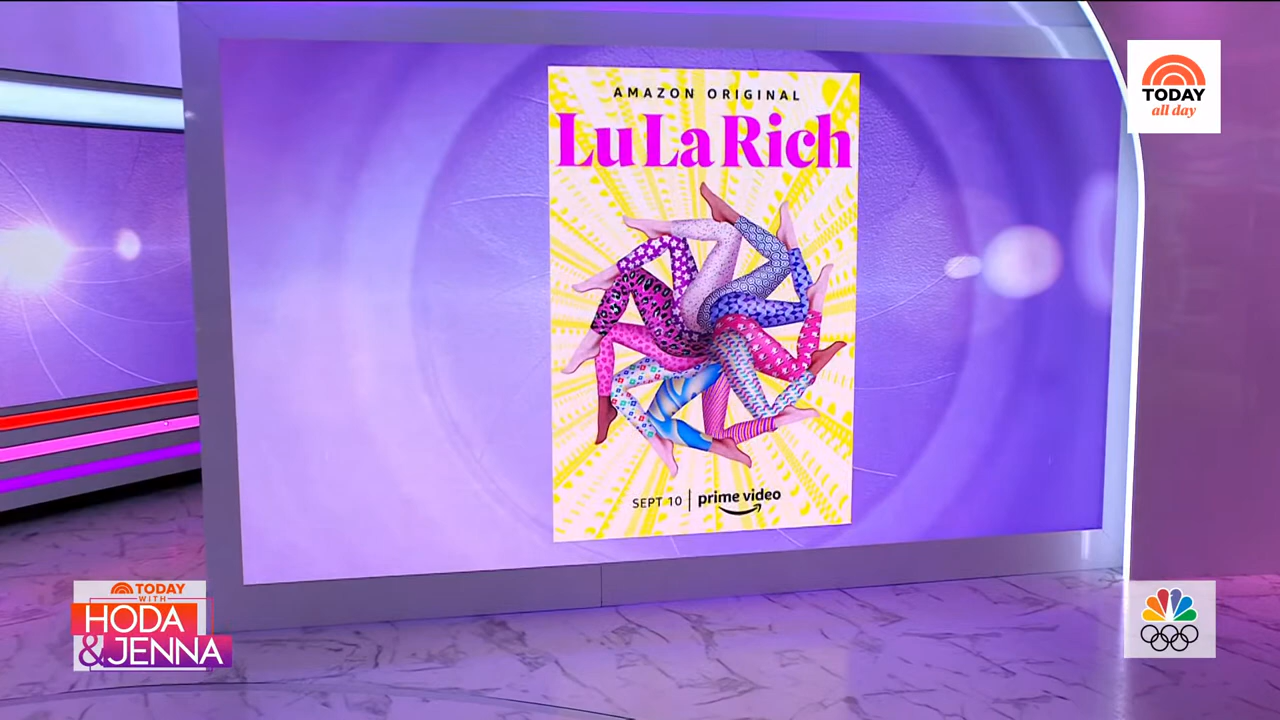 AMAZON ORIGINAL
LuLaRich
SEPT 10 | prime video
TODAY
all day
TODAY
WITH
HODA
&JENNA